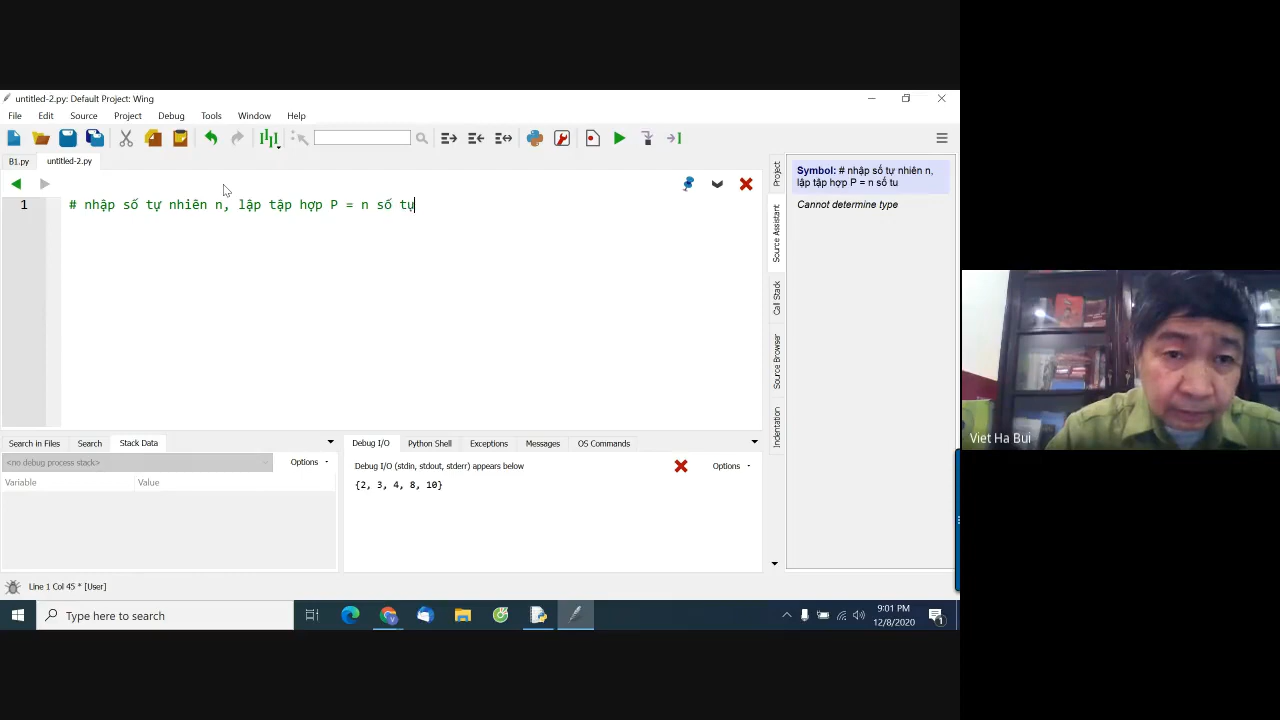 untitled-2.py: Default Project: Wing
File Edit Source Project Debug Tools Window Help
B1.py untitled-2.py
1 # nhập số tự nhiên n, lập tập hợp P = n số tụ
Project
Source Assistant
Call Stack
Source Browser
Indentation
Symbol: # nhập số tự nhiên n,
lập tập hợp P = n số tu
Cannot determine type
Viet Ha Bui
Search in Files Search Stack Data
<no debug process stack> Options
Variable Value
Debug I/O Python Shell Exceptions Messages OS Commands
Debug I/O (stdin, stdout, stderr) appears below Options
{2, 3, 4, 8, 10}
Line 1 Col 45 * [User]
Type here to search
9:01 PM
12/8/2020
1